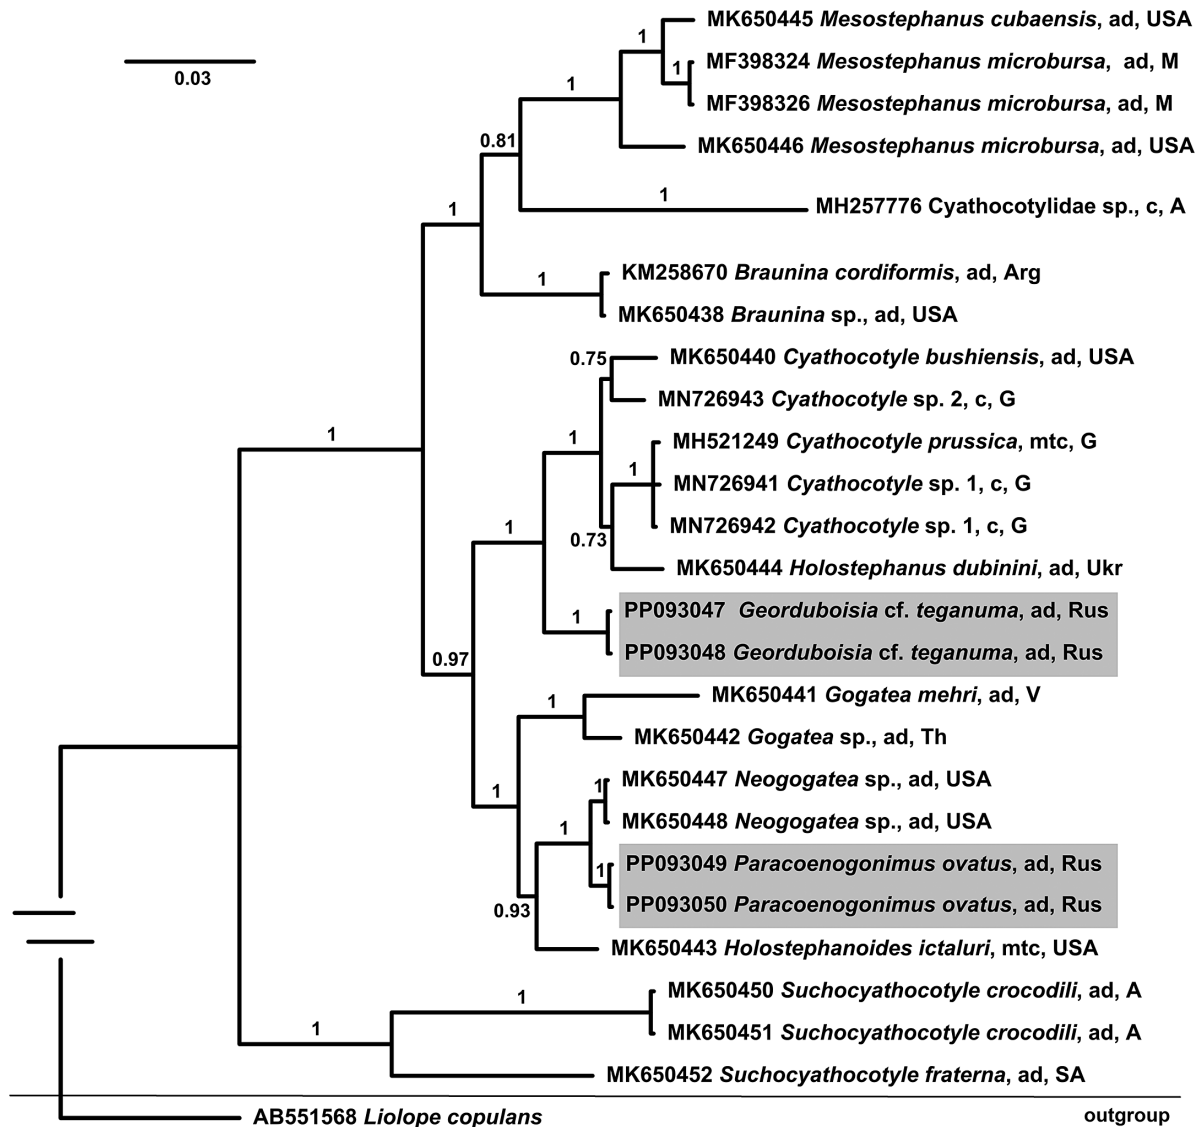 MK650445 Mesostephanus cubaensis, ad, USA
1
MF398324 Mesostephanus microbursa, ad, M
0.03
1
1
MF398326 Mesostephanus microbursa, ad, M
0.81
MK650446 Mesostephanus microbursa, ad, USA
1
MH257776 Cyathocotylidae sp., c, A
1
KM258670 Braunina cordiformis, ad, Arg
1
MK650438 Braunina sp., ad, USA
0.75
MK650440 Cyathocotyle bushiensis, ad, USA
MN726943 Cyathocotyle sp. 2, c, G
1
1
MH521249 Cyathocotyle prussica, mtc, G
1
MN726941 Cyathocotyle sp. 1, c, G
1
MN726942 Cyathocotyle sp. 1, c, G
0.73
MK650444 Holostephanus dubinini, ad, Ukr
1
PP093047 Georduboisia cf. teganuma, ad, Rus
0.97
PP093048 Georduboisia cf. teganuma, ad, Rus
1
MK650441 Gogatea mehri, ad, V
MK650442 Gogatea sp., ad, Th
1
1
MK650447 Neogogatea sp., ad, USA
1
MK650448 Neogogatea sp., ad, USA
1
PP093049 Paracoenogonimus ovatus, ad, Rus
0.93
PP093050 Paracoenogonimus ovatus, ad, Rus
MK650443 Holostephanoides ictaluri, mtc, USA
1
MK650450 Suchocyathocotyle crocodili, ad, A
1
MK650451 Suchocyathocotyle crocodili, ad, A
MK650452 Suchocyathocotyle fraterna, ad, SA
AB551568 Liolope copulans
outgroup